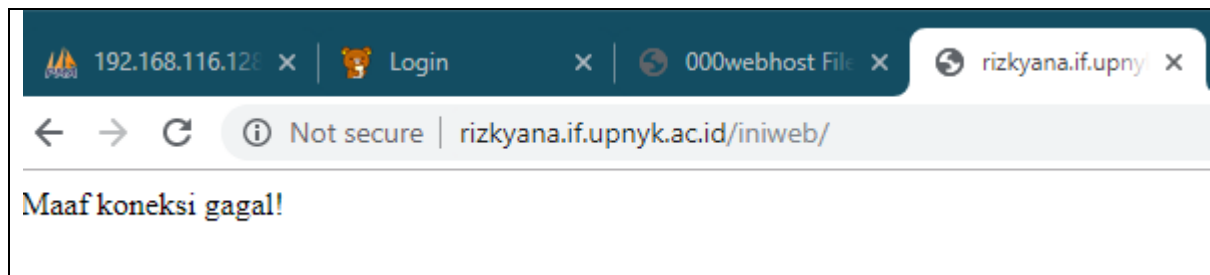 192.168.116.128
Login
000webhost File
rizkyana.if.upny
Not secure | rizkyana.if.upnyk.ac.id/iniweb/
Maaf koneksi gagal!